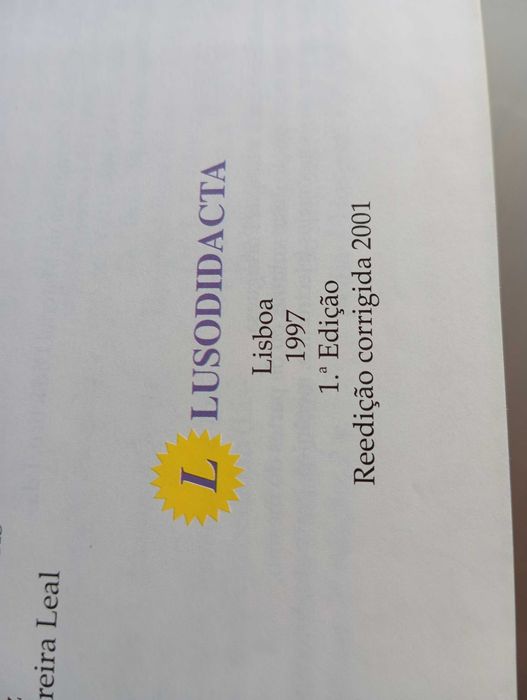 reira Leal
L LUSODIDACTA
Lisboa
1997
1.ª Edição
Reedição corrigida 2001